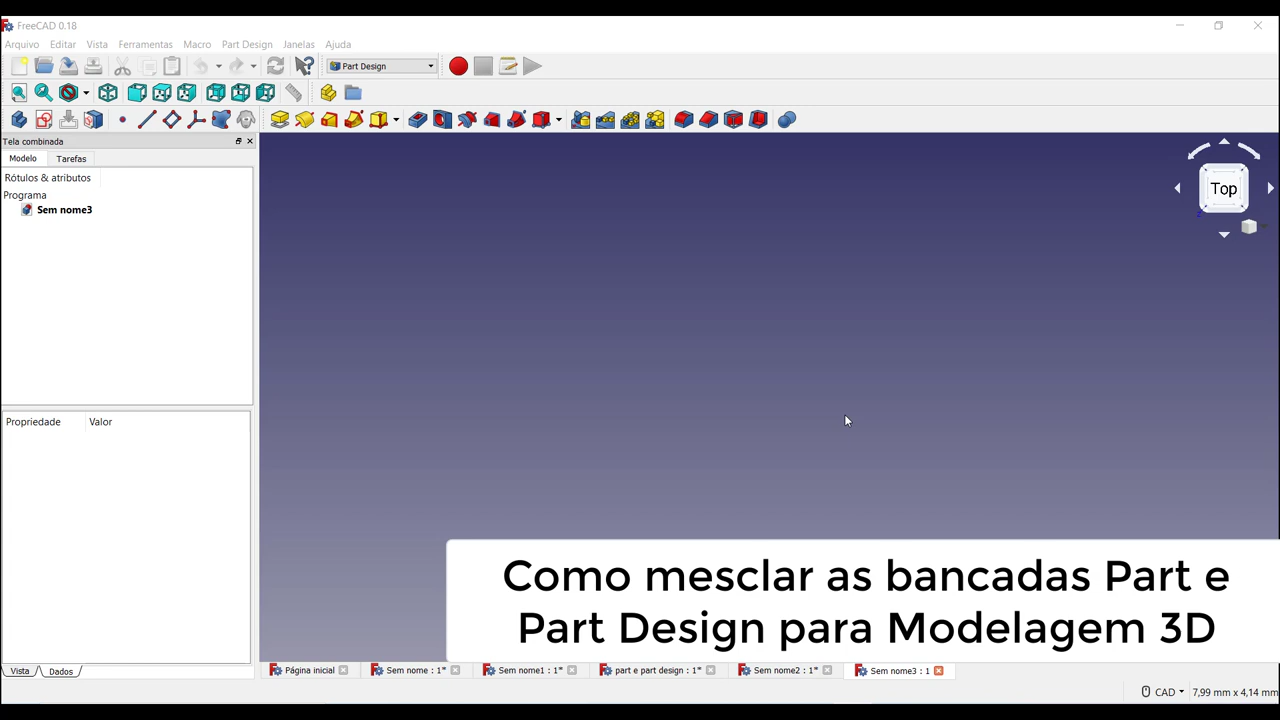 FreeCAD 0.18
Arquivo Editar Vista Ferramentas Macro Part Design Janelas Ajuda
Part Design
Tela combinada
Modelo Tarefas
Rótulos & atributos
Programa
Sem nome3
Top
Propriedade Valor
Como mesclar as bancadas Part e
Part Design para Modelagem 3D
Vista Dados
Página inicial Sem nome : 1* Sem nome1 : 1* part e part design : 1* Sem nome2 : 1* Sem nome3 : 1
CAD 7,99 mm x 4,14 mm